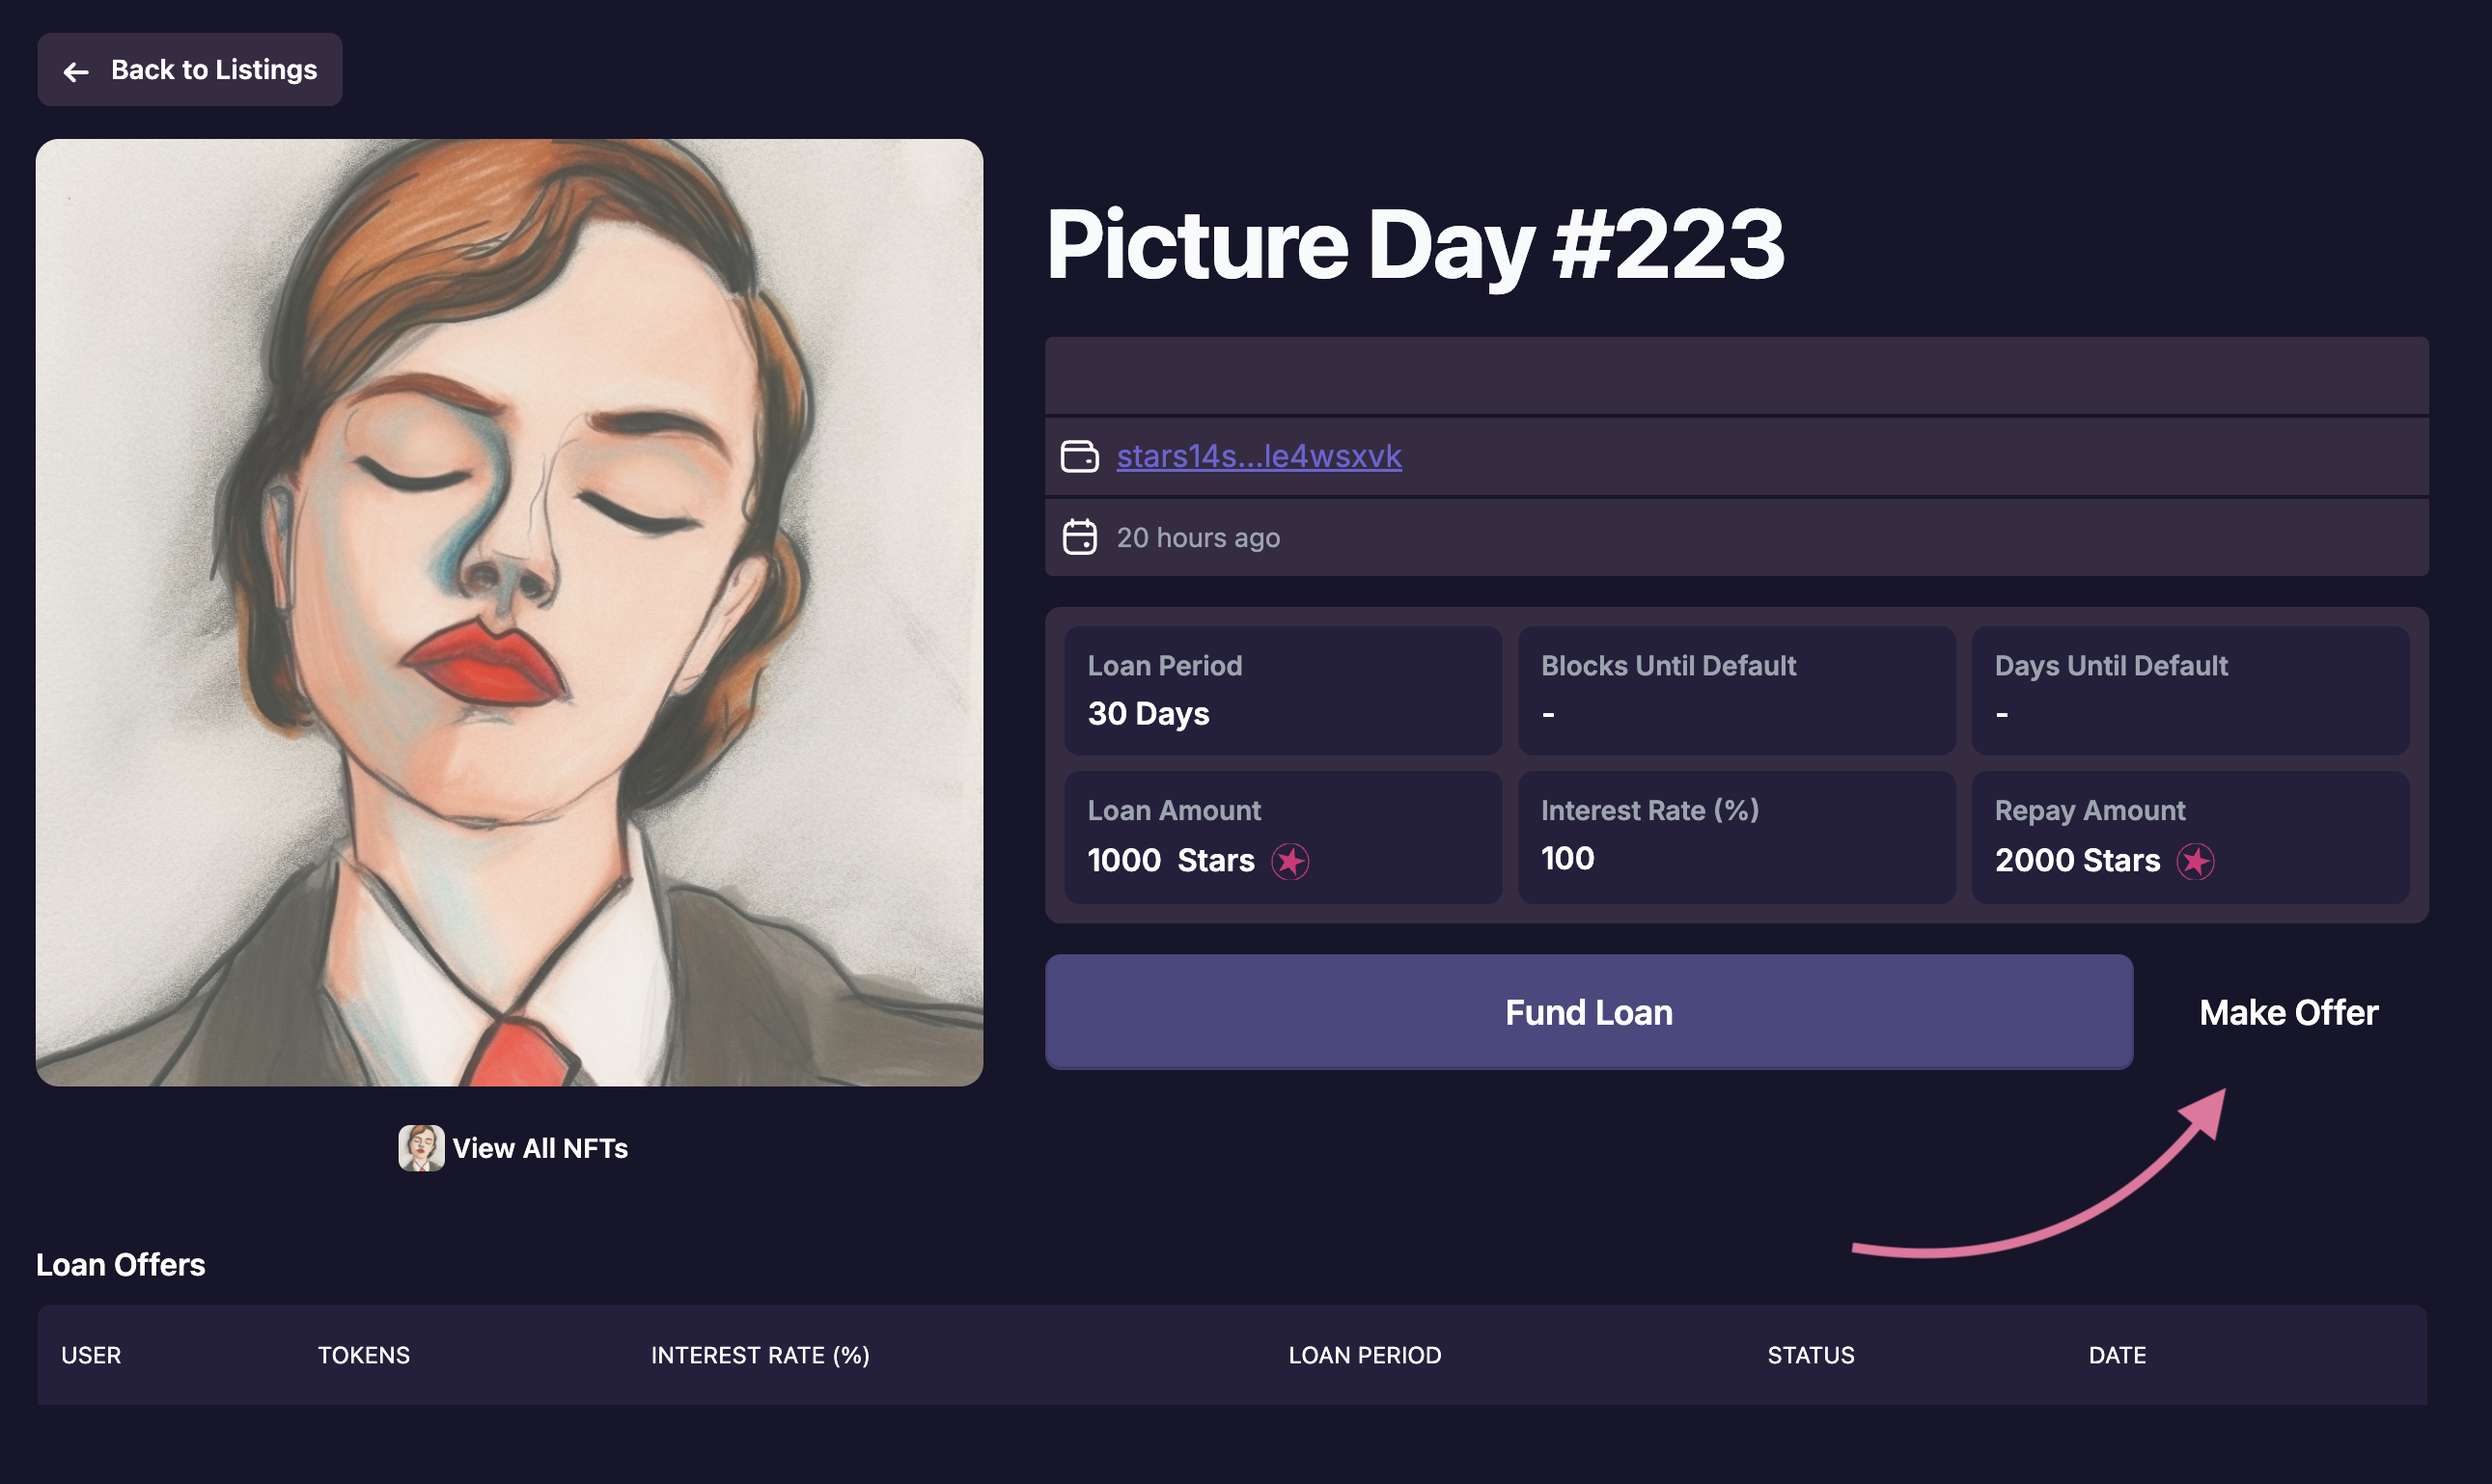 Back to Listings
Picture Day #223
stars14s...le4wsxvk
20 hours ago
Loan Period
30 Days
Blocks Until Default
-
Days Until Default
-
Loan Amount
1000 Stars
Interest Rate (%)
100
Repay Amount
2000 Stars
Fund Loan
Make Offer
View All NFTs
Loan Offers
USER TOKENS INTEREST RATE (%) LOAN PERIOD STATUS DATE